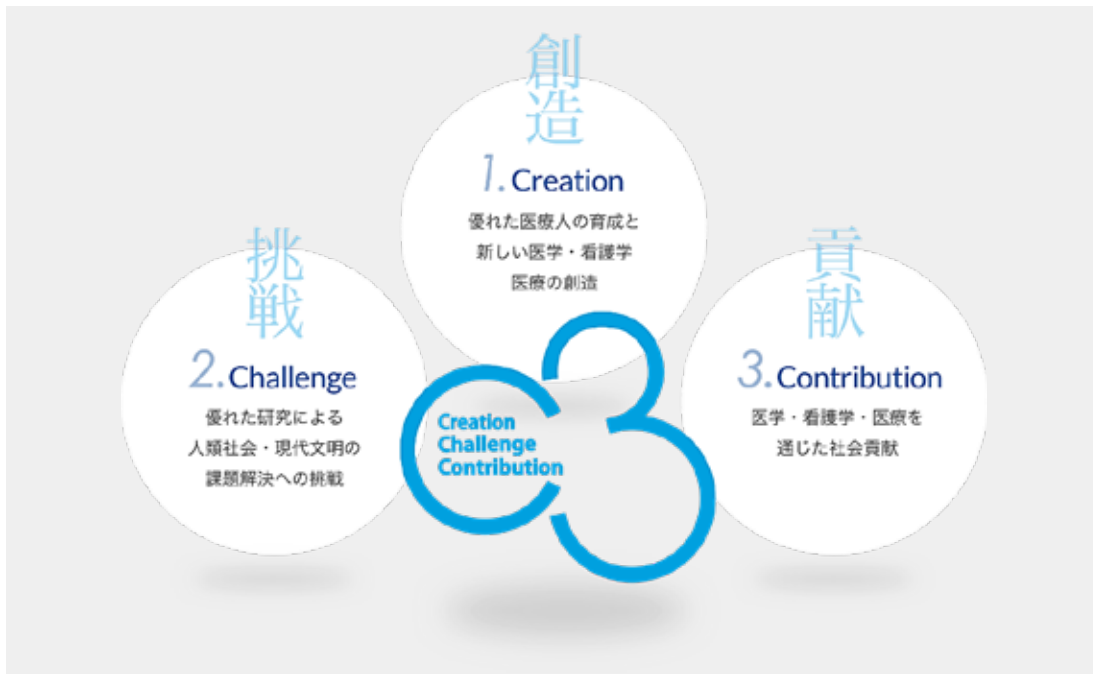 創造
1. Creation
優れた医療人の育成と
新しい医学・看護学
医療の創造
挑戦
2. Challenge
優れた研究による
人類社会・現代文明の
課題解決への挑戦
貢献
3. Contribution
医学・看護学・医療を
通じた社会貢献
C3
Creation
Challenge
Contribution